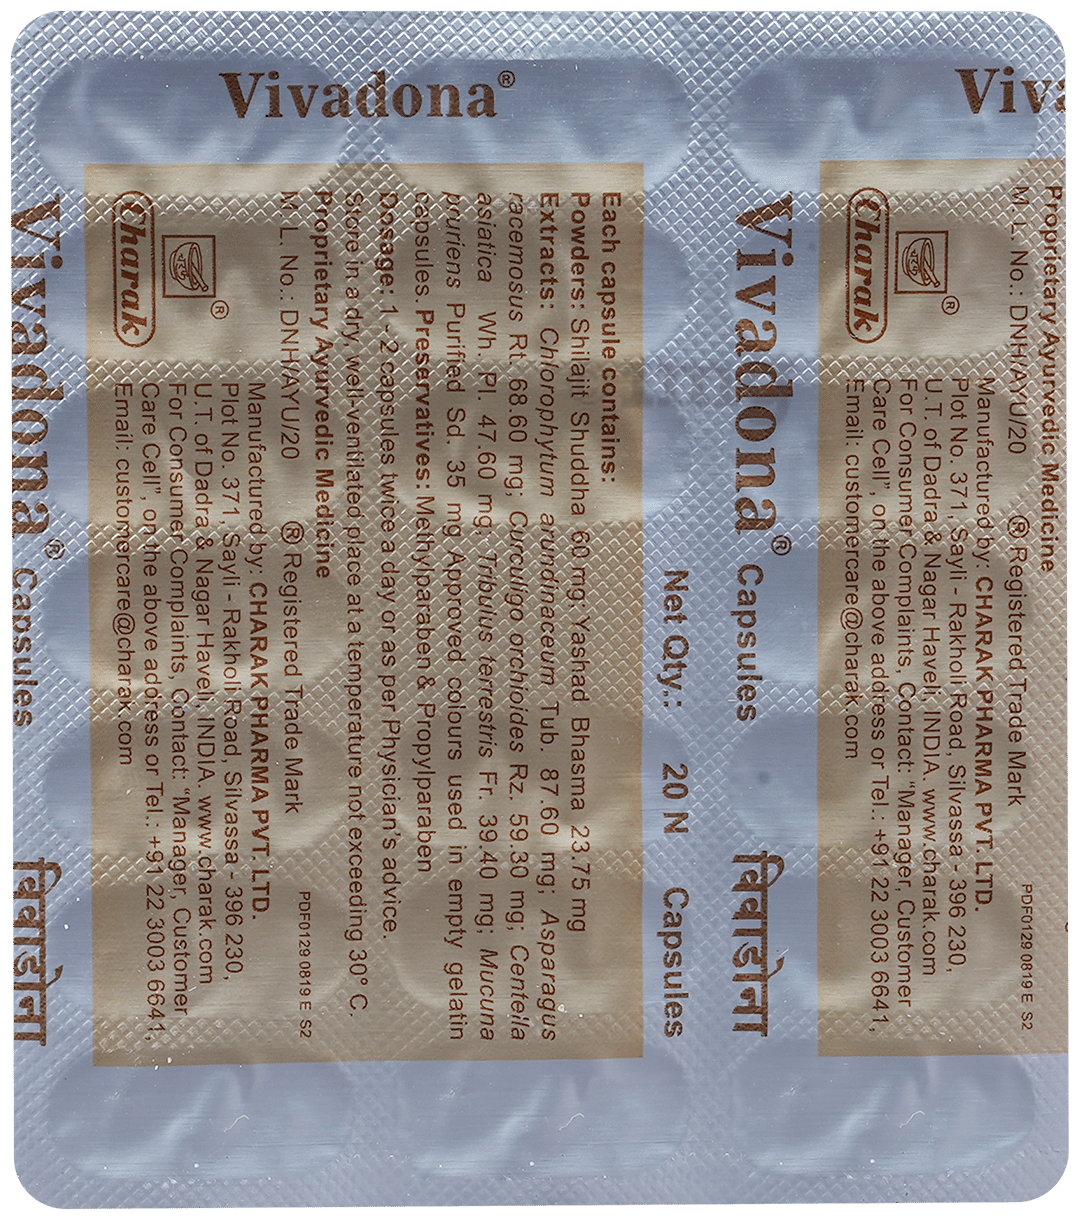 Vivadona®
Viva
Net Qty.: 20 N Capsules
Each capsule contains:
Powders: Shilajit Shuddha 60 mg; Yashad Bhasma 23.75 mg
Extracts: Chlorophytum arundinaceum Tub. 87.60 mg; Asparagus
racemosus Rt. 68.60 mg; Curculigo orchioides Rz. 59.30 mg; Centella
asiatica Wh. Pl. 47.60 mg; Tribulus terrestris Fr. 39.40 mg; Mucuna
pruriens Purified Sd. 35 mg Approved colours used in empty gelatin
capsules. Preservatives: Methylparaben & Propylparaben
Dosage: 1-2 capsules twice a day or as per Physician's advice.
Store in a dry, well-ventilated place at a temperature not exceeding 30° C.
Proprietary Ayurvedic Medicine
M. L. No.: DNH/AYU/20 ® Registered Trade Mark PDF0129 0819 E S2
Charak®
Manufactured by: CHARAK PHARMA PVT. LTD.
Plot No. 371, Sayli - Rakholi Road, Silvassa - 396 230,
U.T. of Dadra & Nagar Haveli, INDIA. www.charak.com
For Consumer Complaints, Contact: "Manager, Customer
Care Cell", on the above address or Tel.: +91 22 3003 6641,
Email: customercare@charak.com
Vivadona® Capsules विवाडोना
Proprietary Ayurvedic Medicine
M. L. No.: DNH/AYU/20 ® Registered Trade Mark PDF0129 0819 E S2
Charak®
Manufactured by: CHARAK PHARMA PVT. LTD.
Plot No. 371, Sayli - Rakholi Road, Silvassa - 396 230,
U.T. of Dadra & Nagar Haveli, INDIA. www.charak.com
For Consumer Complaints, Contact: "Manager, Customer
Care Cell", on the above address or Tel.: +91 22 3003 6641,
Email: customercare@charak.com
Vivadona® Capsules विवाडोना